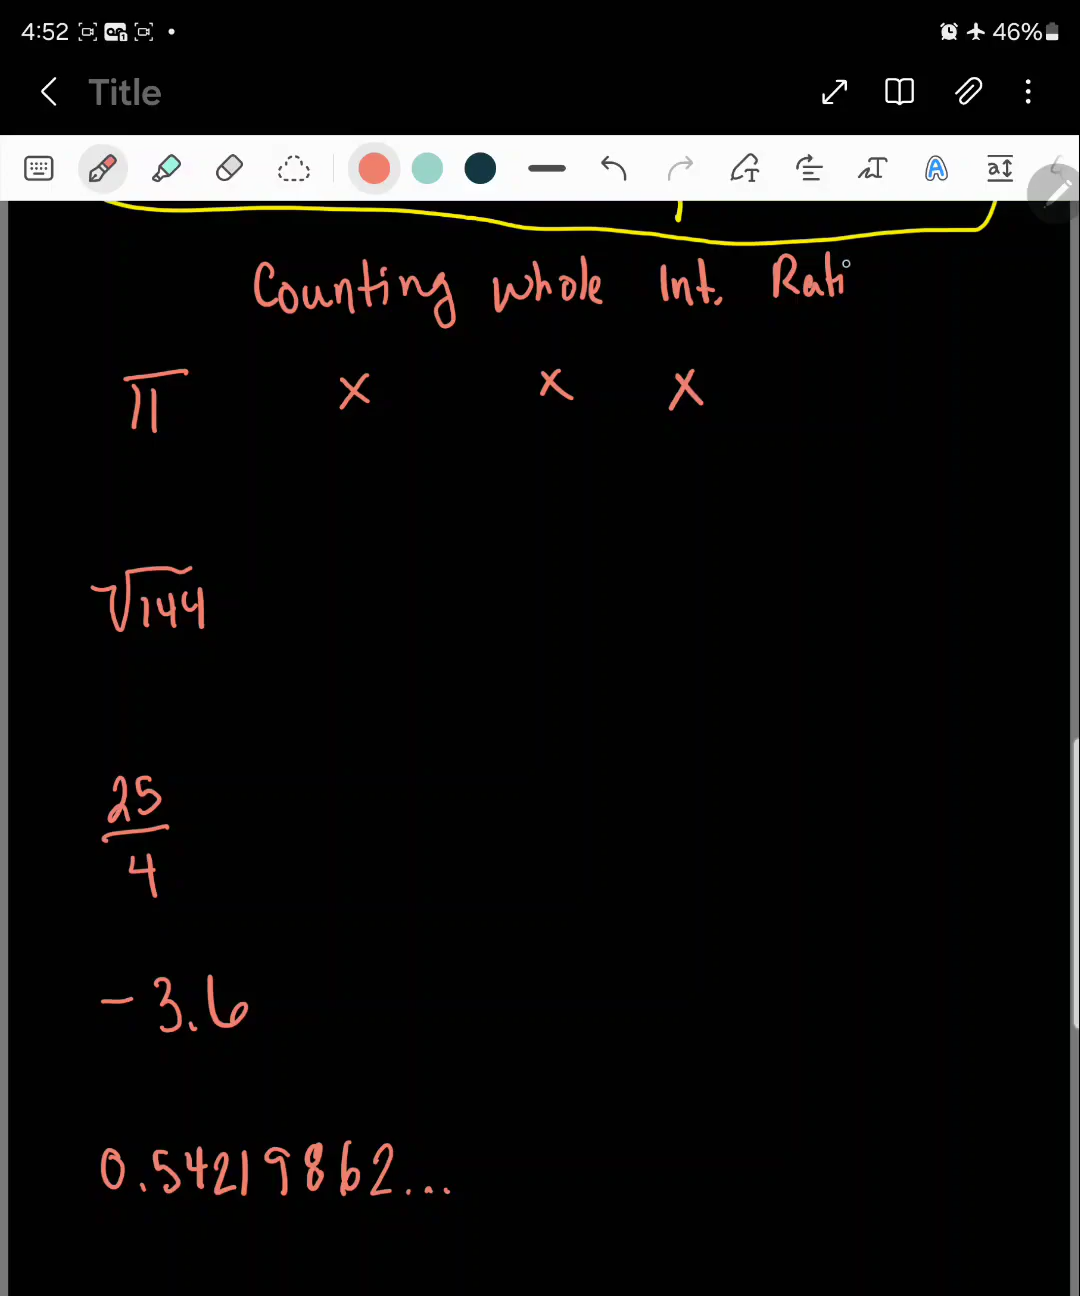 4:52 46%
Title
Counting whole Int. Rati
π x x x
√144
25
4
- 3.6
0.54219862...